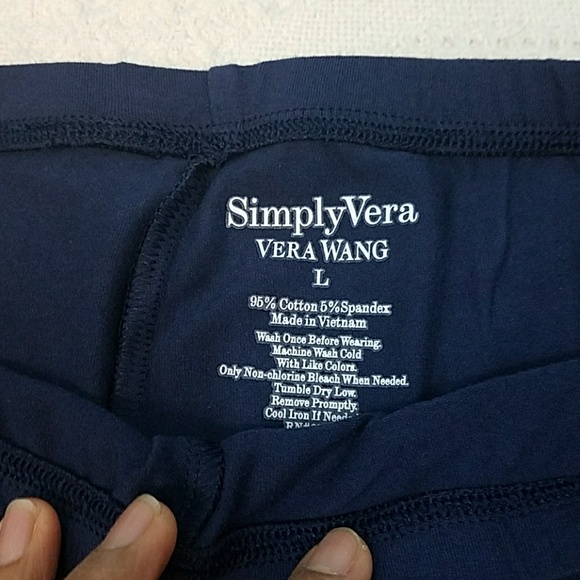 SimplyVera
VERA WANG
L
95% Cotton 5% Spandex
Made in Vietnam
Wash Once Before Wearing.
Machine Wash Cold
With Like Colors.
Only Non-chlorine Bleach When Needed.
Tumble Dry Low.
Remove Promptly.
Cool Iron If